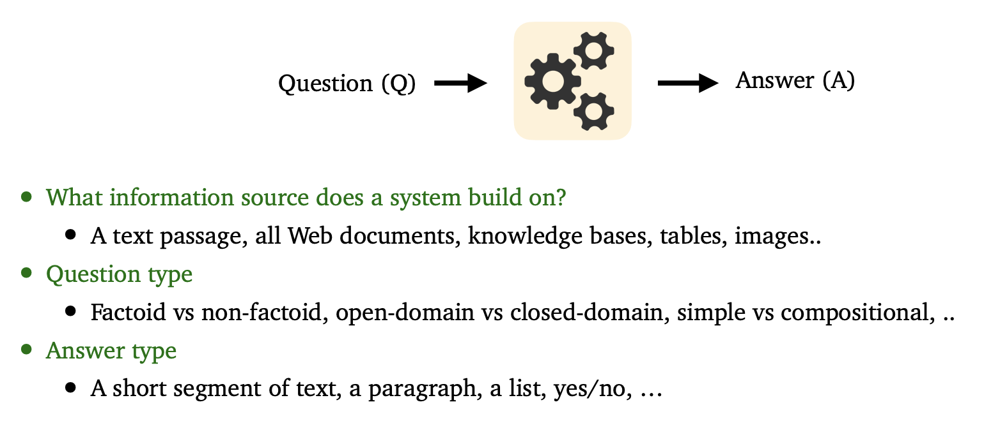 Question (Q)
Answer (A)
What information source does a system build on?
A text passage, all Web documents, knowledge bases, tables, images..
Question type
Factoid vs non-factoid, open-domain vs closed-domain, simple vs compositional, ..
Answer type
A short segment of text, a paragraph, a list, yes/no, …